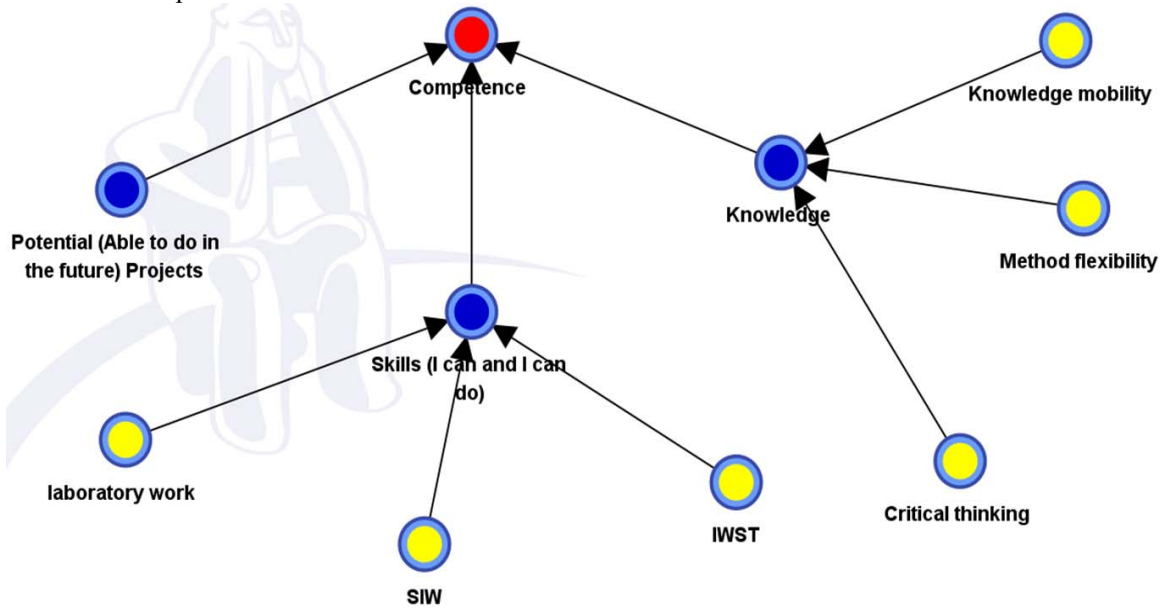 Competence
Knowledge mobility
Knowledge
Potential (Able to do in
the future) Projects
Method flexibility
Skills (I can and I can
do)
laboratory work
Critical thinking
IWST
SIW